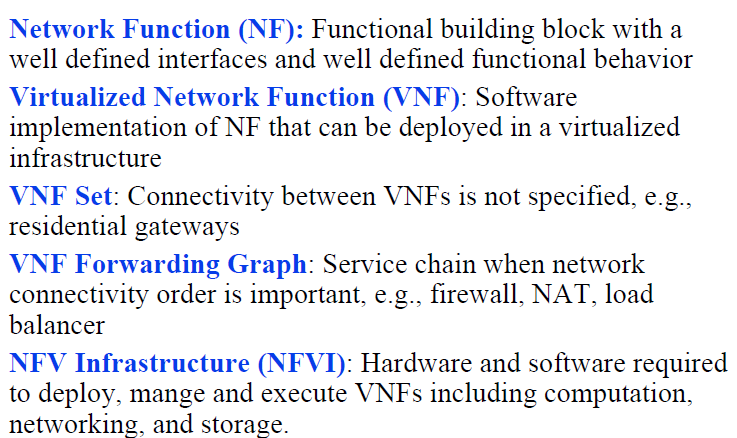 Network Function (NF): Functional building block with a
well defined interfaces and well defined functional behavior
Virtualized Network Function (VNF): Software
implementation of NF that can be deployed in a virtualized
infrastructure
VNF Set: Connectivity between VNFs is not specified, e.g.,
residential gateways
VNF Forwarding Graph: Service chain when network
connectivity order is important, e.g., firewall, NAT, load
balancer
NFV Infrastructure (NFVI): Hardware and software required
to deploy, mange and execute VNFs including computation,
networking, and storage.